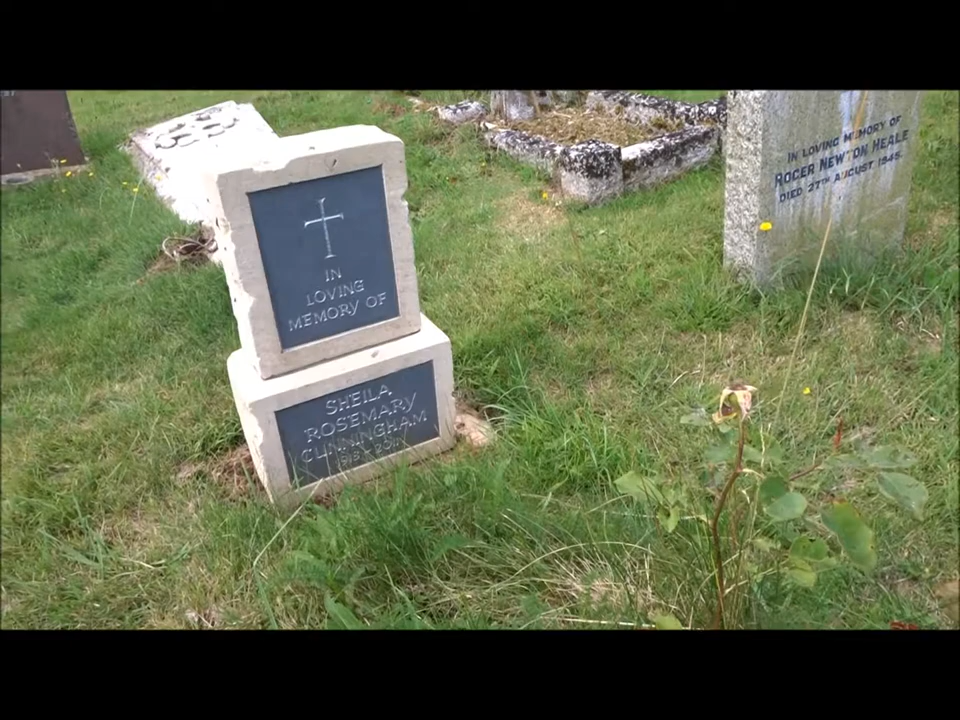 IN
LOVING
MEMORY OF
SHEILA
ROSEMARY
CUNNINGHAM
IN LOVING MEMORY OF
ROGER NEWTON HEALE
DIED 27TH AUGUST 1945.